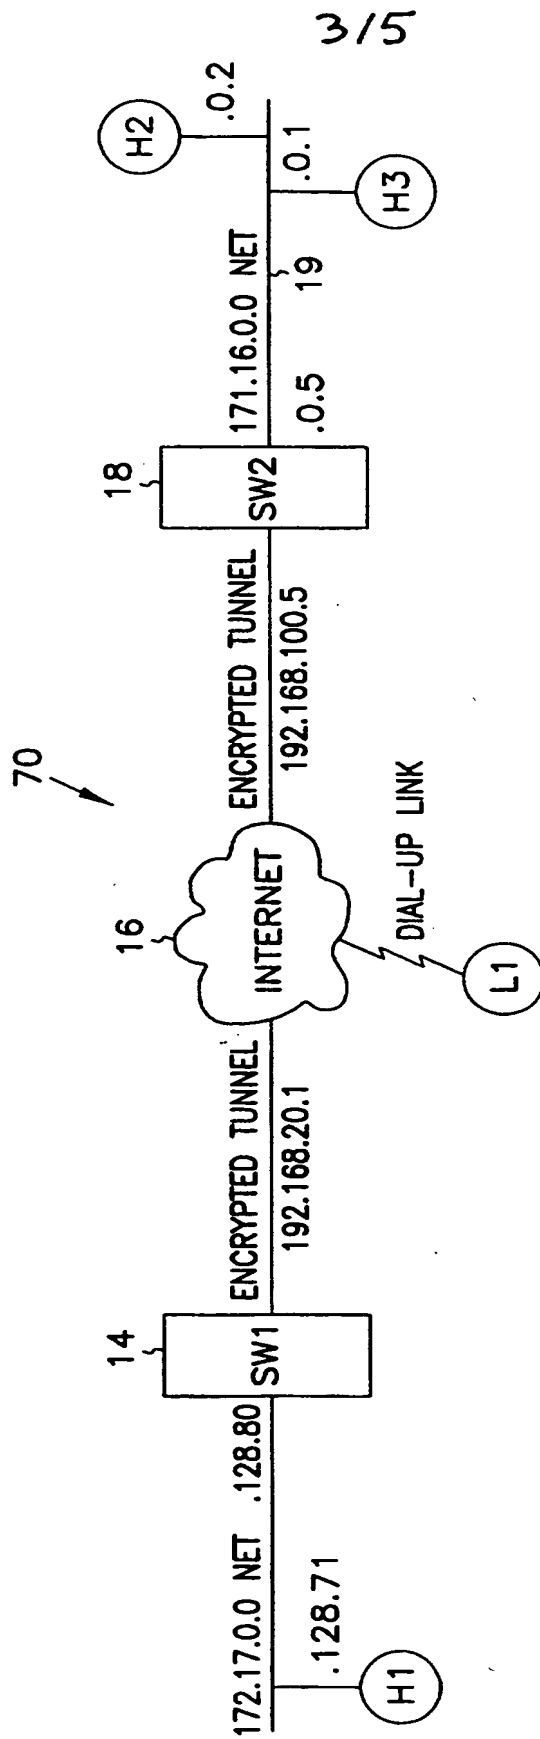 3/5
70
172.17.0.0 NET
.128.80
.128.71
H1
14
SW1
ENCRYPTED TUNNEL
192.168.20.1
16
INTERNET
DIAL-UP LINK
L1
ENCRYPTED TUNNEL
192.168.100.5
18
SW2
171.16.0.0 NET
.0.5
19
H2
.0.2
.0.1
H3